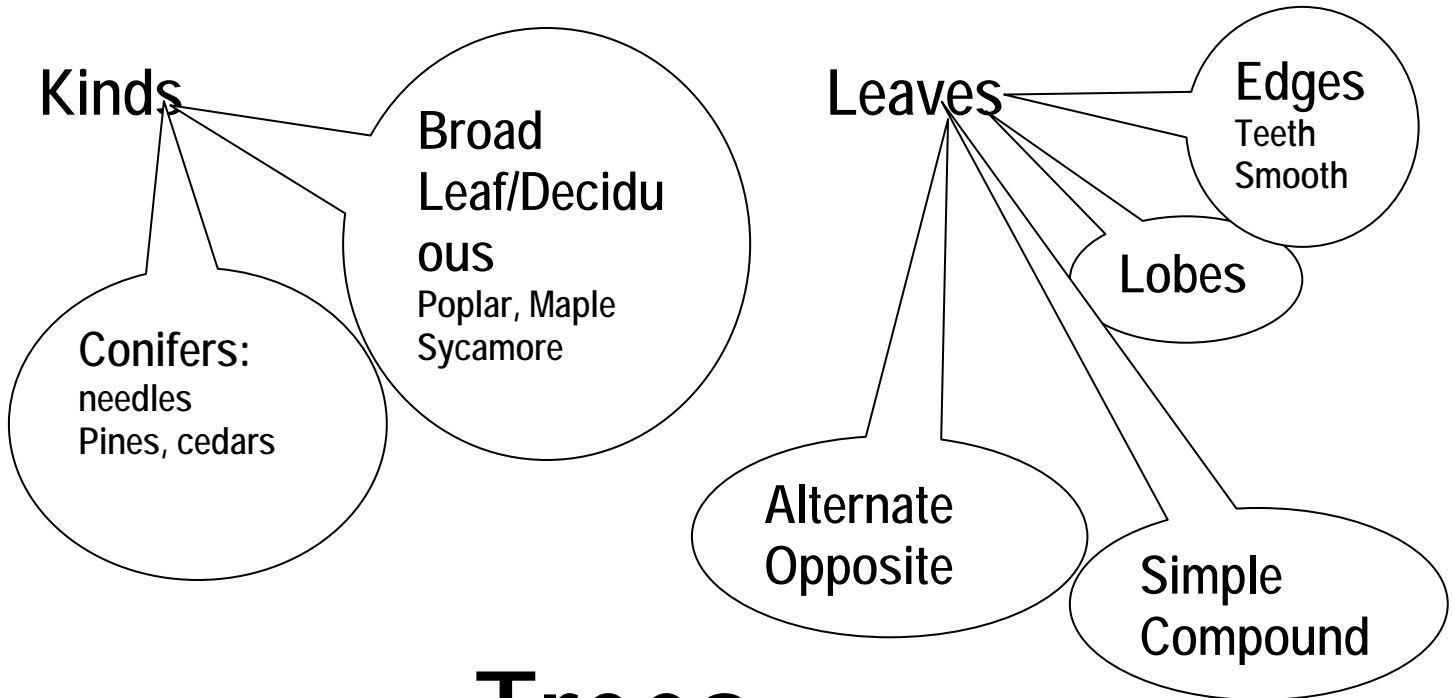 Kinds
Broad
Leaf/Decidu
ous
Poplar, Maple
Sycamore
Conifers:
needles
Pines, cedars
Leaves
Edges
Teeth
Smooth
Lobes
Alternate
Opposite
Simple
Compound
Trees